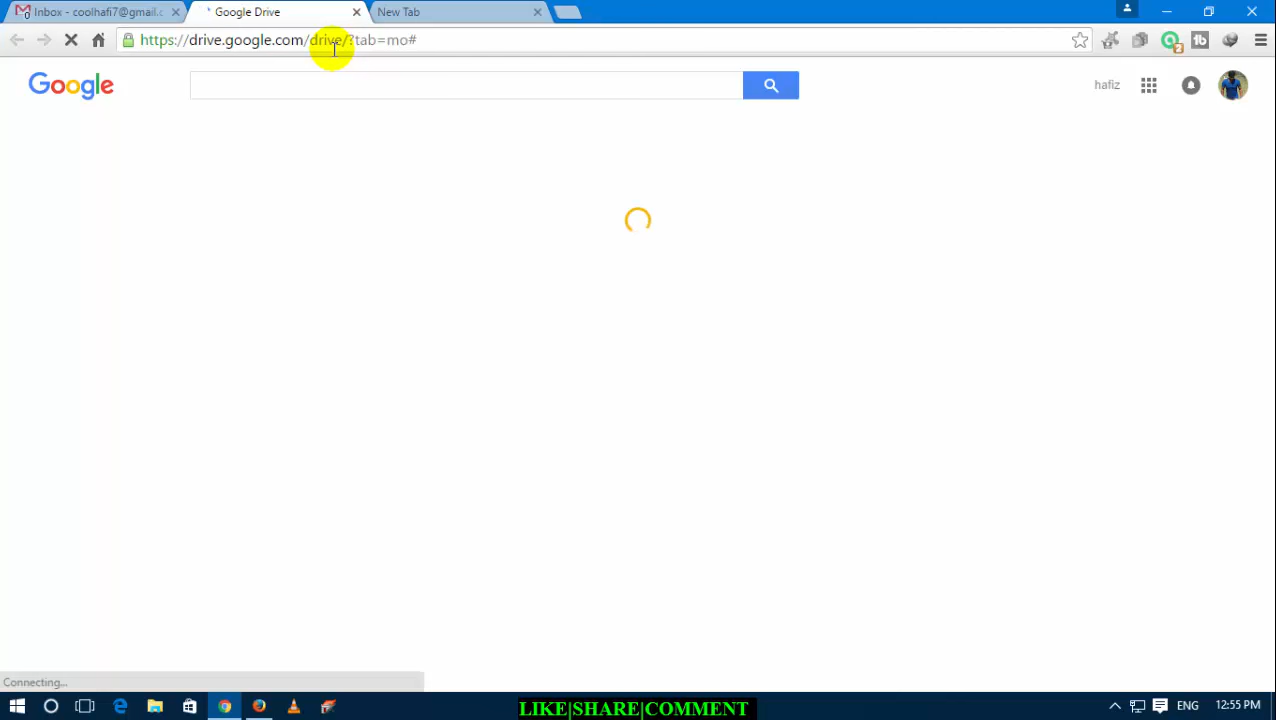 Inbox - coolhafi7@gmail.c
Google Drive
New Tab
https://drive.google.com/drive/?tab=mo#
Google
hafiz
2
Connecting...
LIKE|SHARE|COMMENT
ENG
12:55 PM